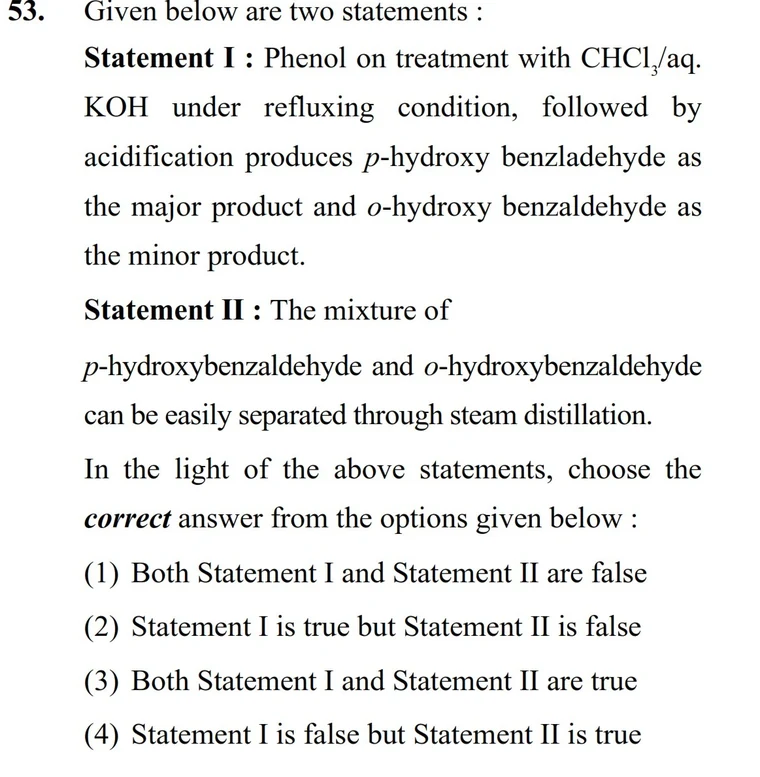 53. Given below are two statements :
Statement I : Phenol on treatment with CHCl₃/aq.
KOH under refluxing condition, followed by
acidification produces p-hydroxy benzladehyde as
the major product and o-hydroxy benzaldehyde as
the minor product.
Statement II : The mixture of
p-hydroxybenzaldehyde and o-hydroxybenzaldehyde
can be easily separated through steam distillation.
In the light of the above statements, choose the
correct answer from the options given below :
(1) Both Statement I and Statement II are false
(2) Statement I is true but Statement II is false
(3) Both Statement I and Statement II are true
(4) Statement I is false but Statement II is true